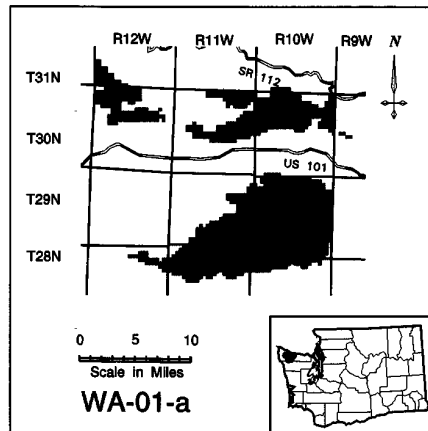 R12W R11W R10W R9W
N
T31N
SR 112
T30N
US 101
T29N
T28N
0 5 10
Scale in Miles
WA-01-a